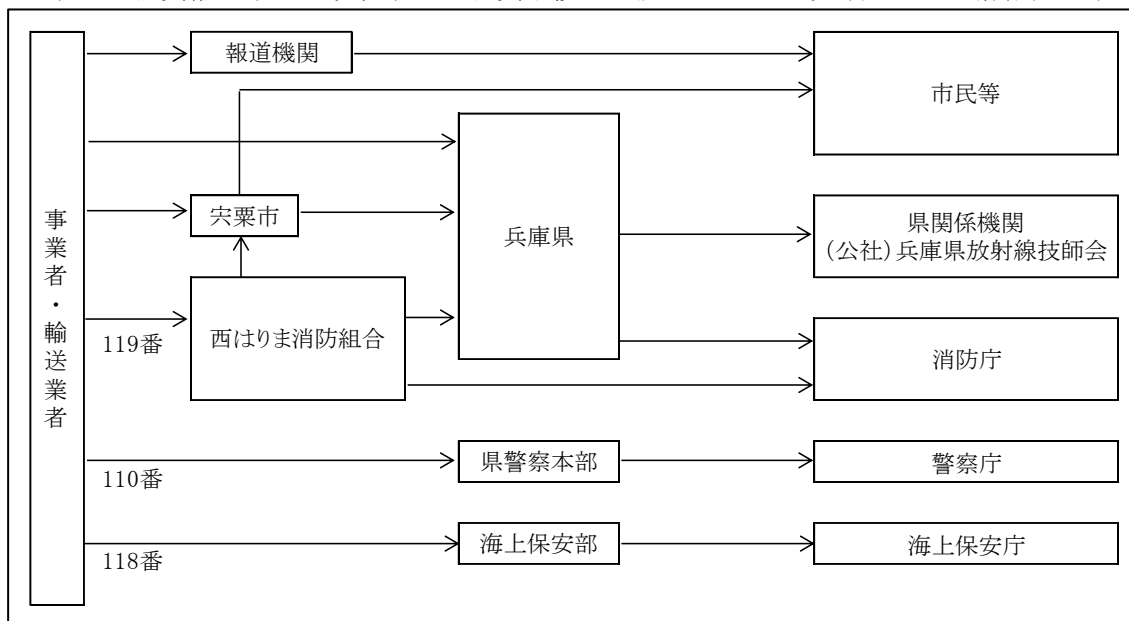 事業者・輸送業者
報道機関
市民等
宍粟市
兵庫県
県関係機関
(公社)兵庫県放射線技師会
119番
西はりま消防組合
消防庁
110番
県警察本部
警察庁
118番
海上保安部
海上保安庁